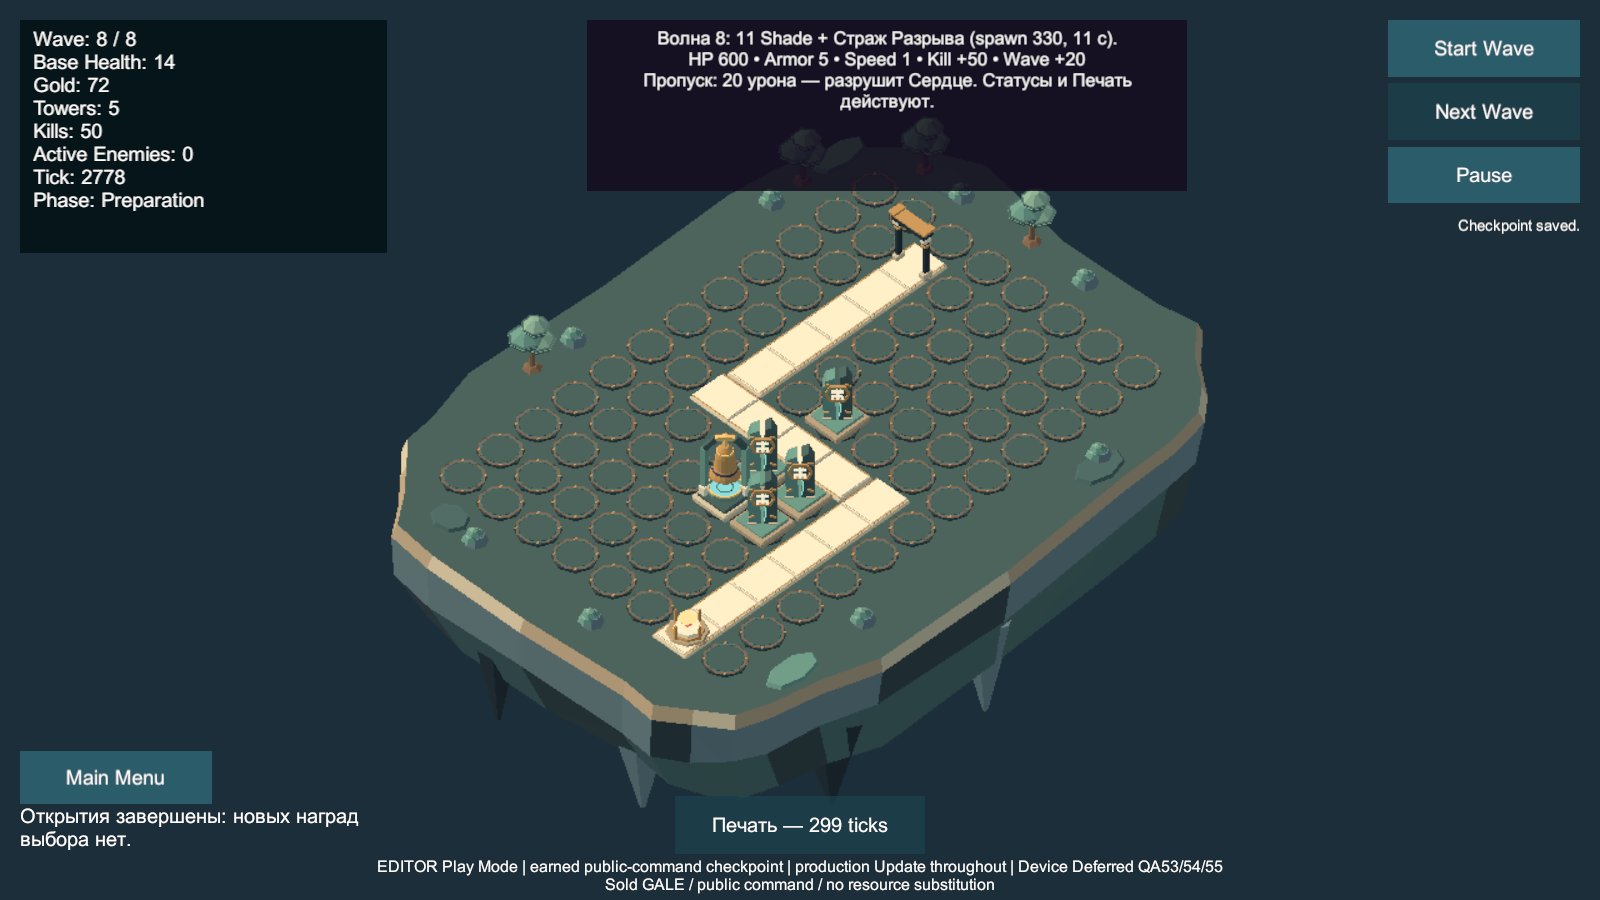 Wave: 8 / 8
Base Health: 14
Gold: 72
Towers: 5
Kills: 50
Active Enemies: 0
Tick: 2778
Phase: Preparation
Волна 8: 11 Shade + Страж Разрыва (spawn 330, 11 с).
HP 600 • Armor 5 • Speed 1 • Kill +50 • Wave +20
Пропуск: 20 урона — разрушит Сердце. Статусы и Печать
действуют.
Start Wave
Next Wave
Pause
Checkpoint saved.
Main Menu
Открытия завершены: новых наград
выбора нет.
Печать — 299 ticks
EDITOR Play Mode | earned public-command checkpoint | production Update throughout | Device Deferred QA53/54/55
Sold GALE / public command / no resource substitution